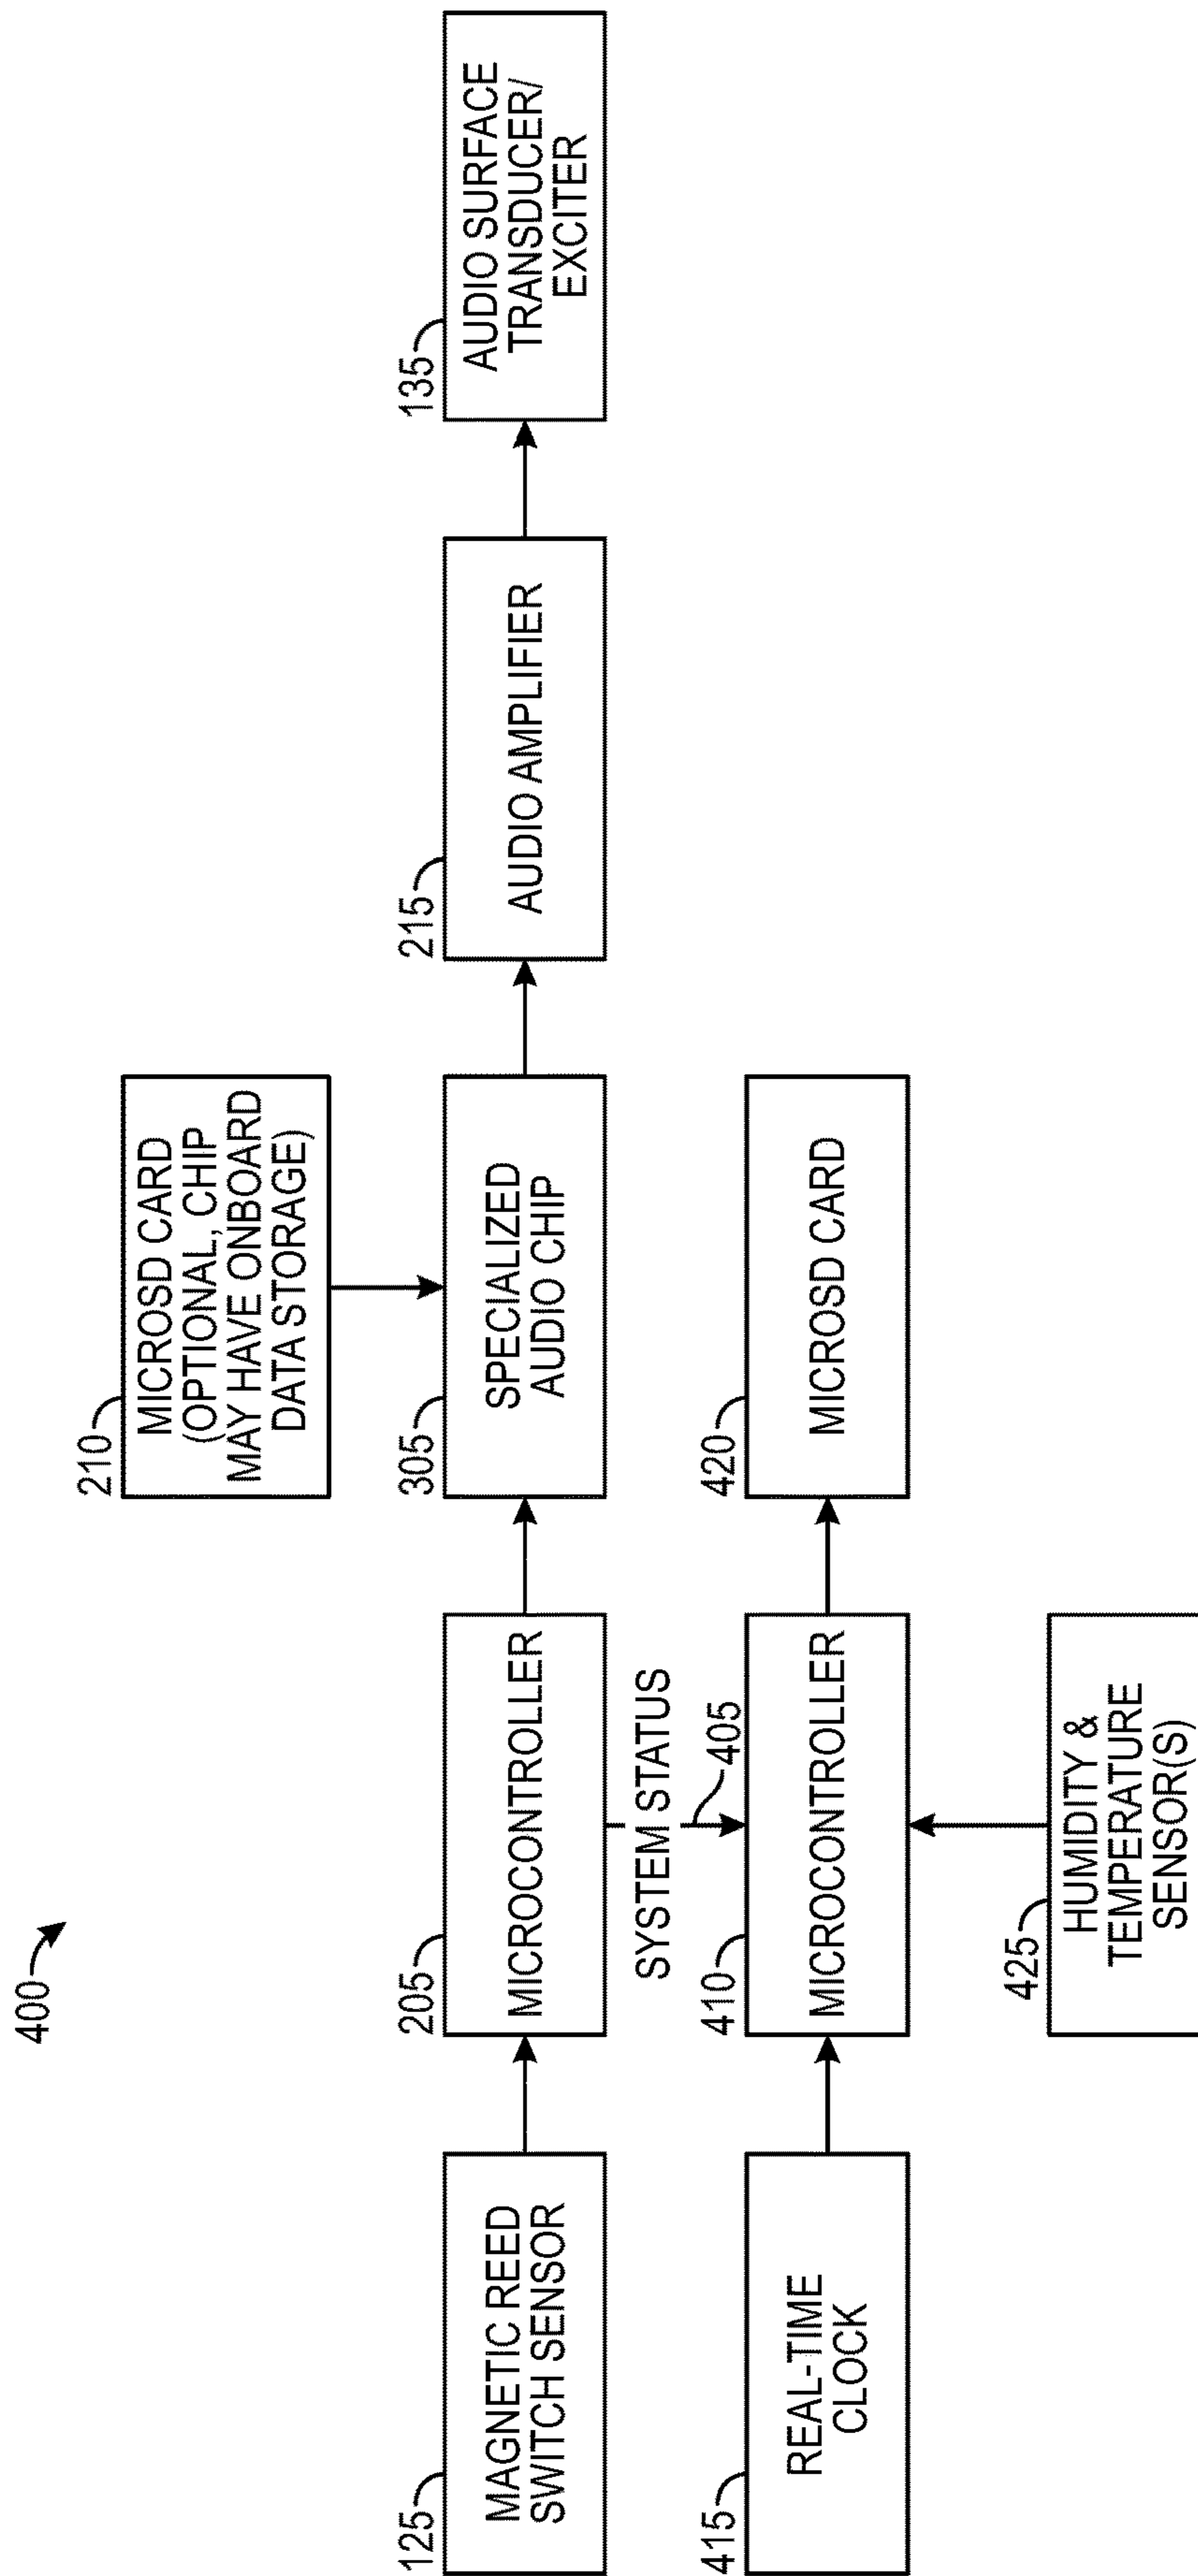 400
210
MICROSD CARD
(OPTIONAL, CHIP
MAY HAVE ONBOARD
DATA STORAGE)
125
MAGNETIC REED
SWITCH SENSOR
205
MICROCONTROLLER
305
SPECIALIZED
AUDIO CHIP
215
AUDIO AMPLIFIER
135
AUDIO SURFACE
TRANSDUCER/
EXCITER
SYSTEM STATUS
405
415
REAL-TIME
CLOCK
410
MICROCONTROLLER
420
MICROSD CARD
425
HUMIDITY &
TEMPERATURE
SENSOR(S)